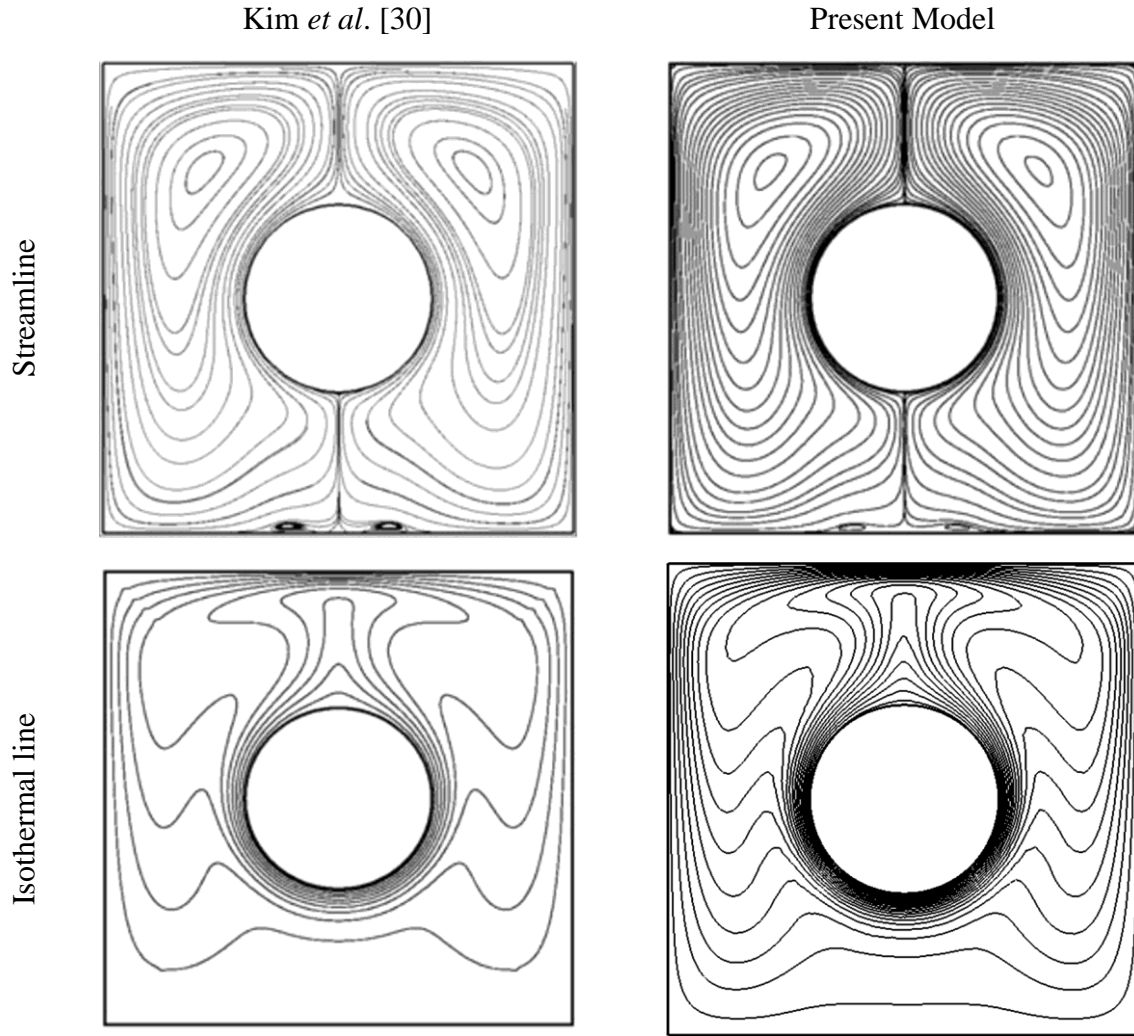 Kim et al. [30]
Present Model
Streamline
Isothermal line